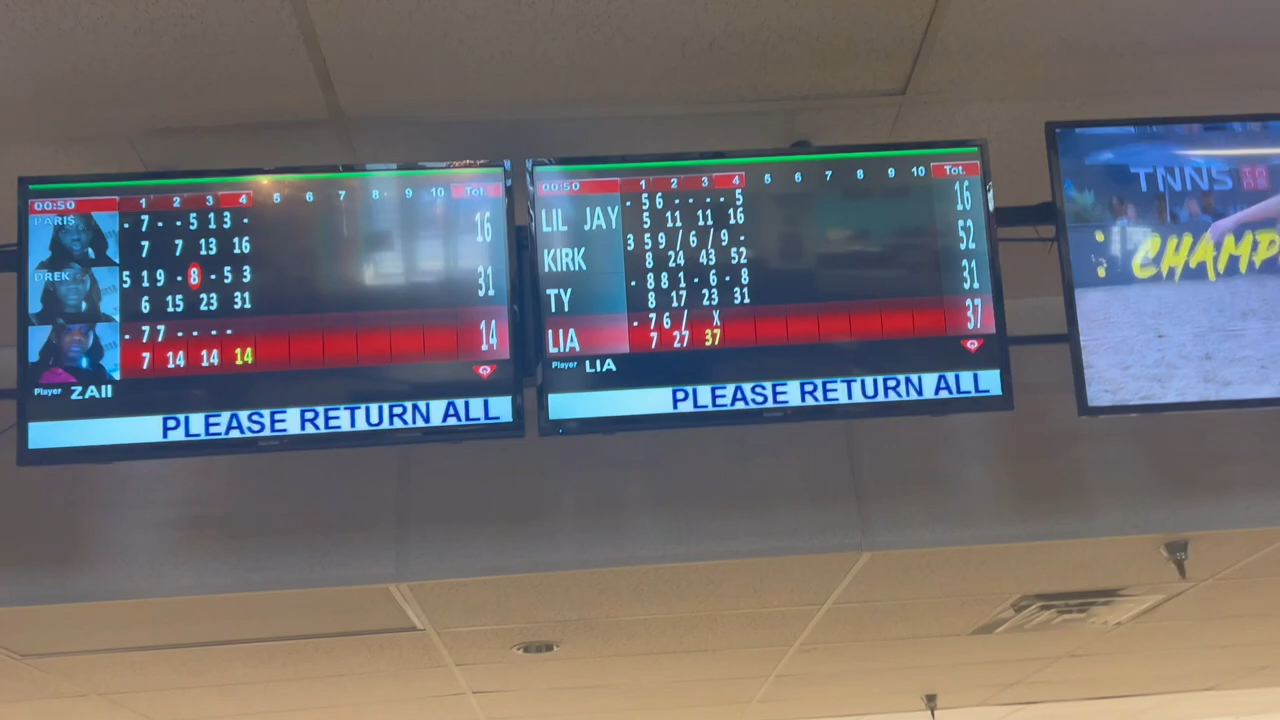 00:50 1 2 3 4 5 6 7 8 9 10 Tot.
PARIS - 7 - - 5 1 3 -
7 7 13 16 16
DREK 5 1 9 - 8 - 5 3
6 15 23 31 31
- 7 7 - - - -
7 14 14 14 14
Player ZAII
PLEASE RETURN ALL
00:50 1 2 3 4 5 6 7 8 9 10 Tot.
LIL JAY - 5 6 - - - - 5
5 11 11 16 16
KIRK 3 5 9 / 6 / 9 -
8 24 43 52 52
TY - 8 8 1 - 6 - 8
8 17 23 31 31
LIA - 7 6 / X
7 27 37 37
Player LIA
PLEASE RETURN ALL
TNNS
CHAMP